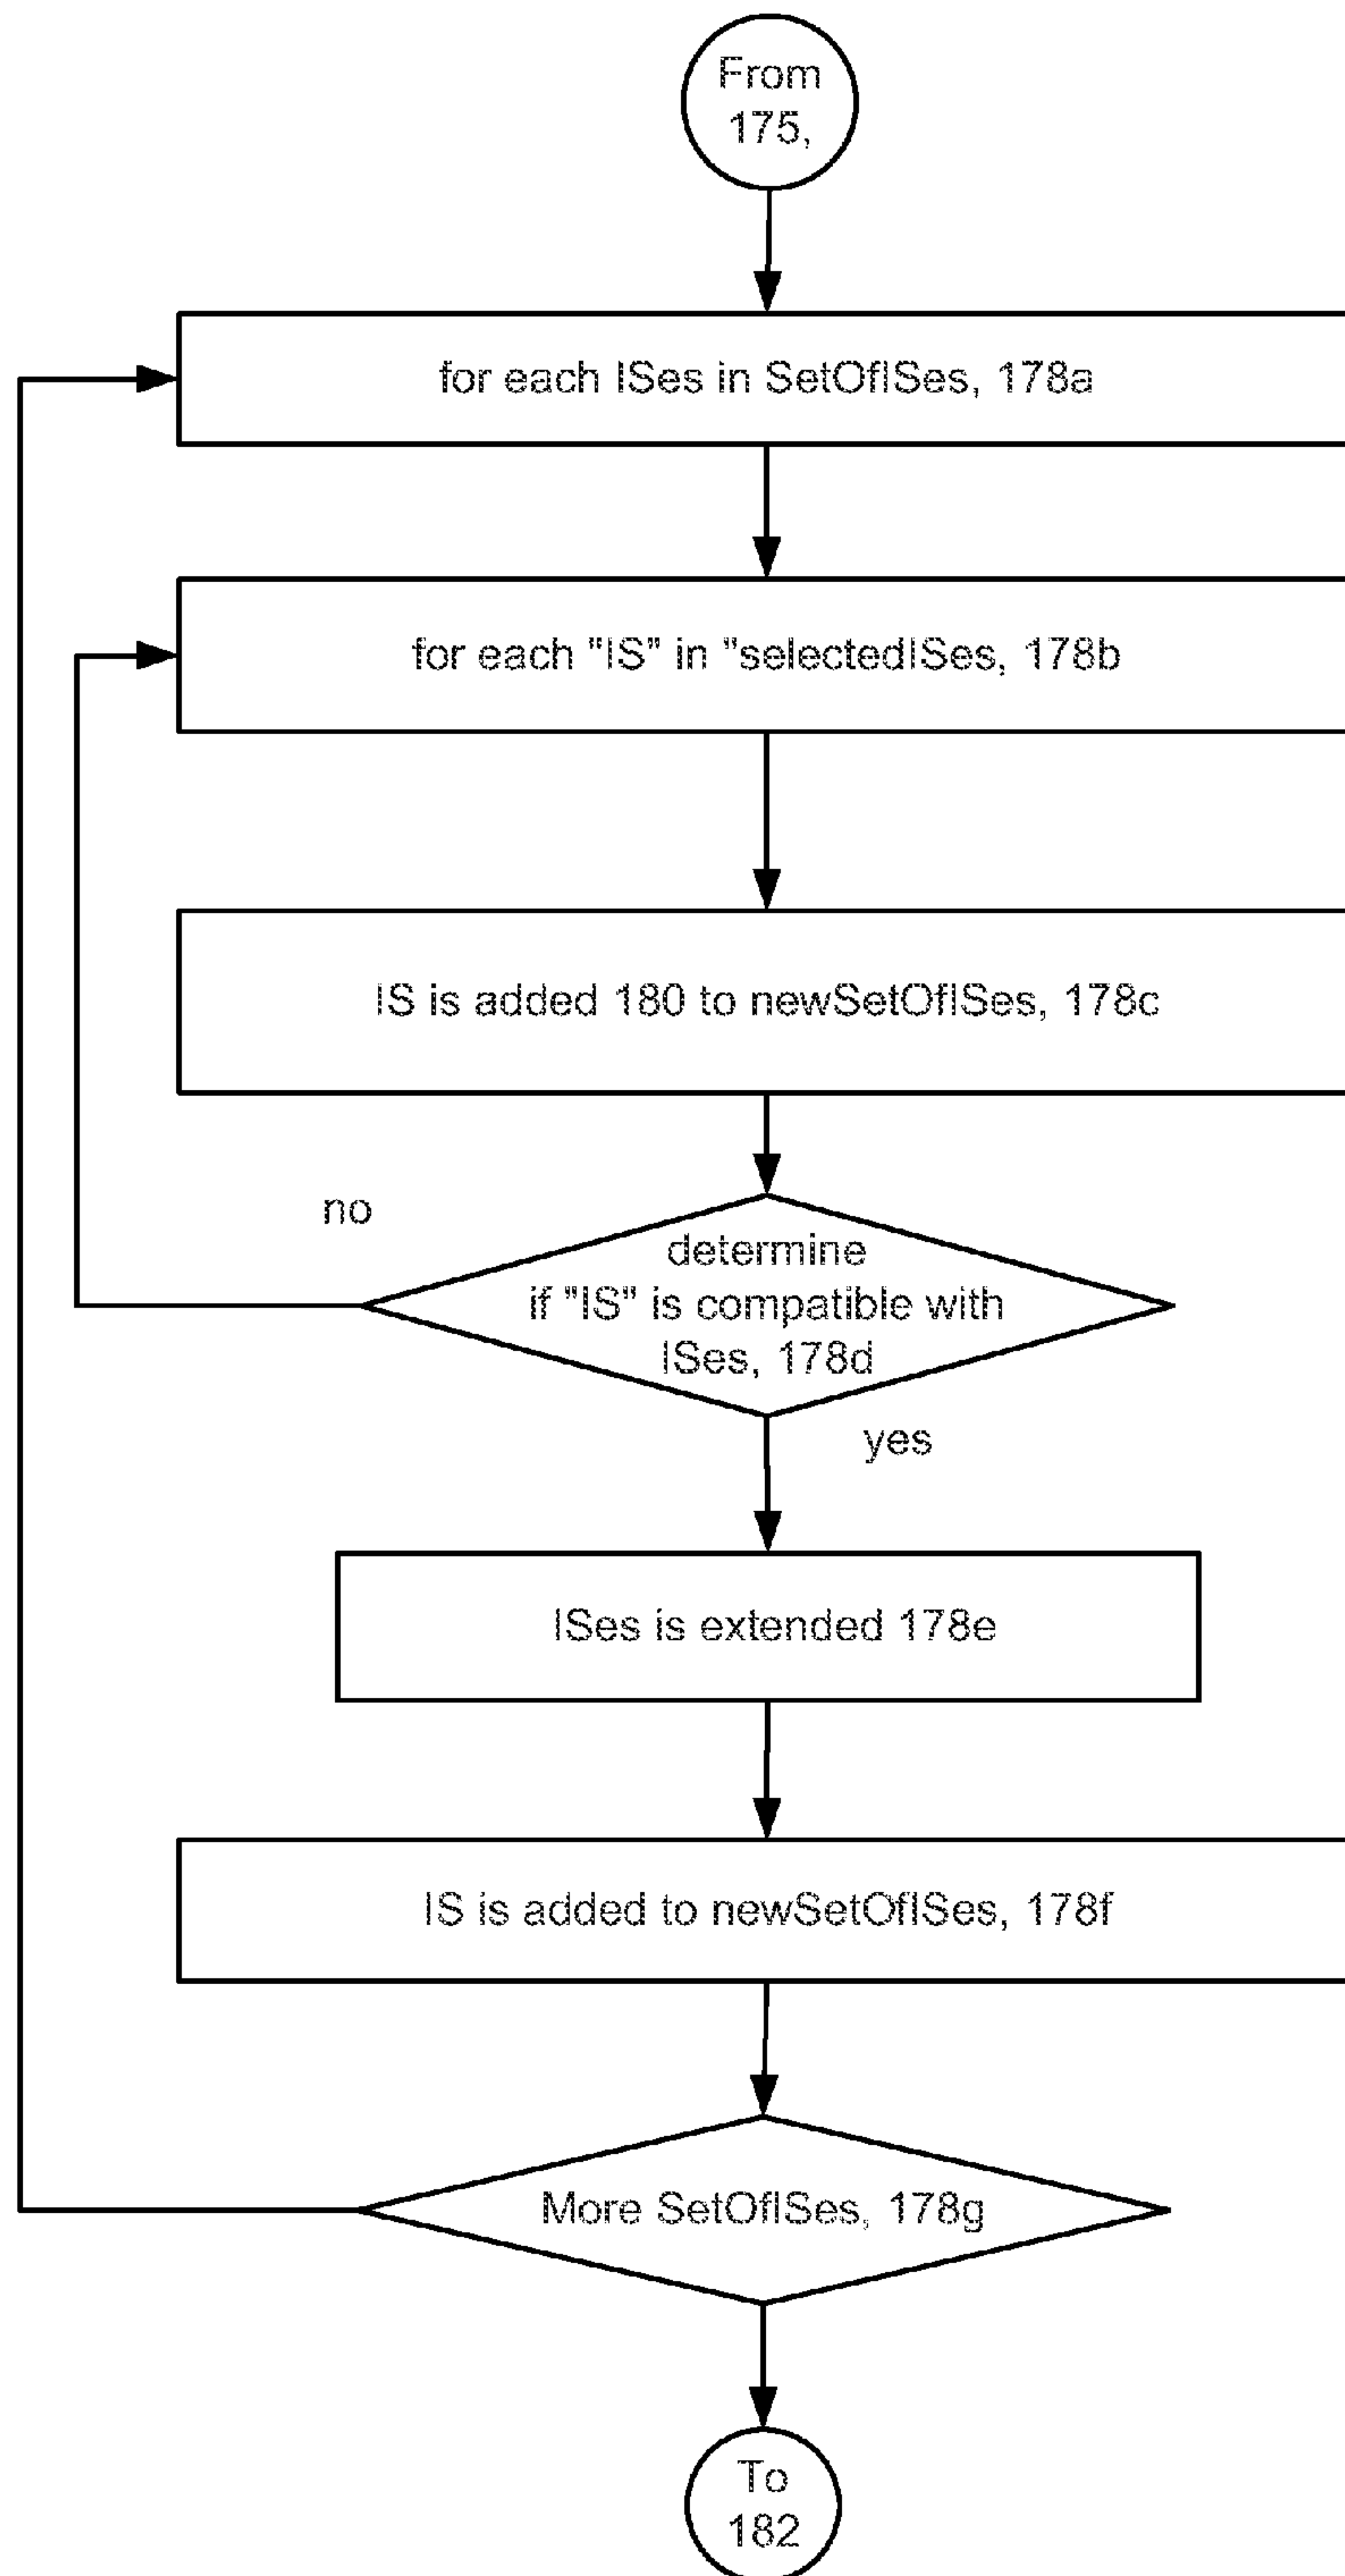 From
175,
for each ISes in SetOfISes, 178a
for each "IS" in "selectedISes, 178b
IS is added 180 to newSetOfISes, 178c
no
determine
if "IS" is compatible with
ISes, 178d
yes
ISes is extended 178e
IS is added to newSetOfISes, 178f
More SetOfISes, 178g
To
182